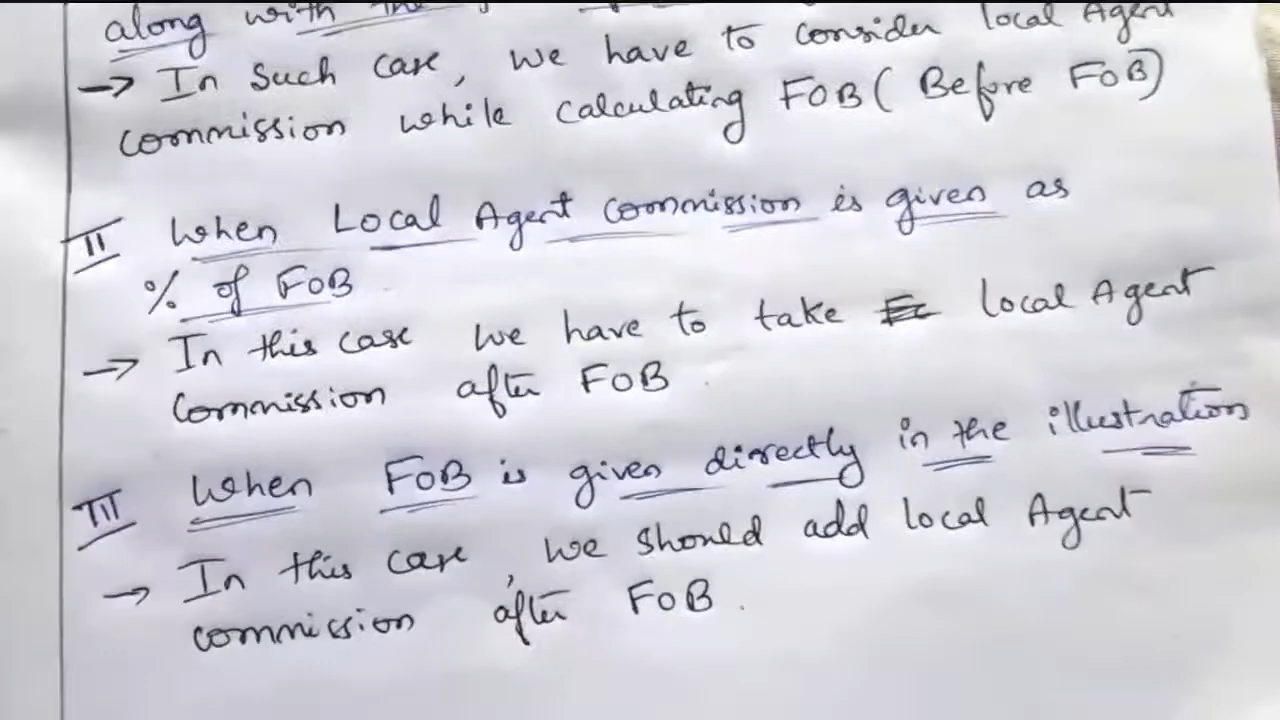 along with the
→ In such case, we have to consider local Agent
commission while calculating FOB ( Before FOB)
II When Local Agent commission is given as
% of FOB
→ In this case we have to take local Agent
commission after FOB.
III When FOB is given directly in the illustration
→ In this case, we should add local Agent
commission after FOB.